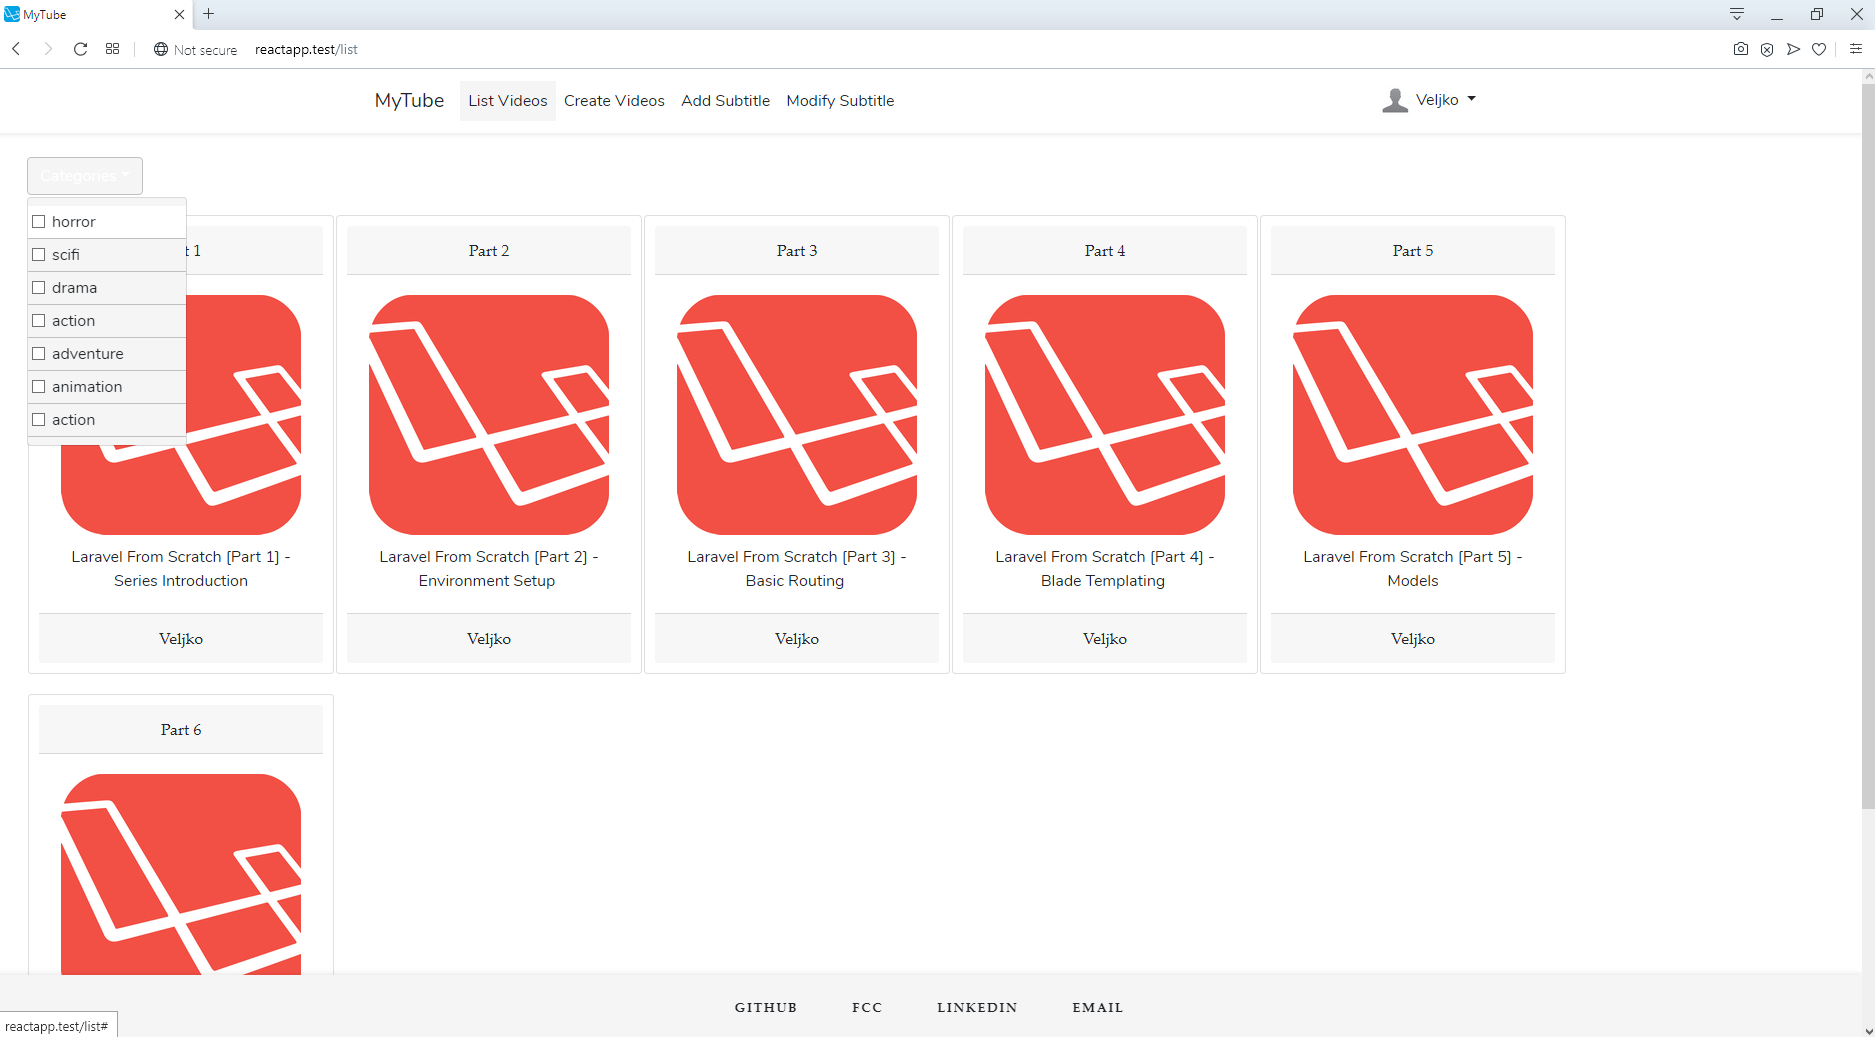 MyTube
Not secure reactapp.test/list
MyTube List Videos Create Videos Add Subtitle Modify Subtitle Veljko
Categories
horror
scifi
drama
action
adventure
animation
action
t 1 Part 2 Part 3 Part 4 Part 5
Laravel From Scratch [Part 1] -
Series Introduction
Laravel From Scratch [Part 2] -
Environment Setup
Laravel From Scratch [Part 3] -
Basic Routing
Laravel From Scratch [Part 4] -
Blade Templating
Laravel From Scratch [Part 5] -
Models
Veljko Veljko Veljko Veljko Veljko
Part 6
GITHUB FCC LINKEDIN EMAIL
reactapp.test/list#